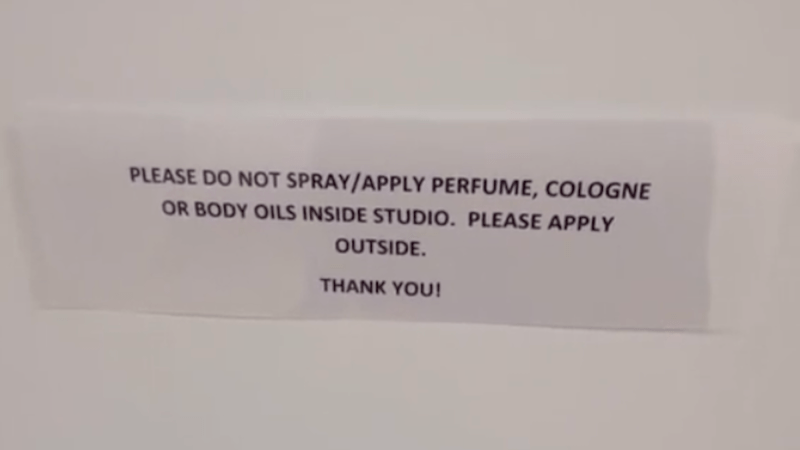 PLEASE DO NOT SPRAY/APPLY PERFUME, COLOGNE
OR BODY OILS INSIDE STUDIO. PLEASE APPLY
OUTSIDE.
THANK YOU!